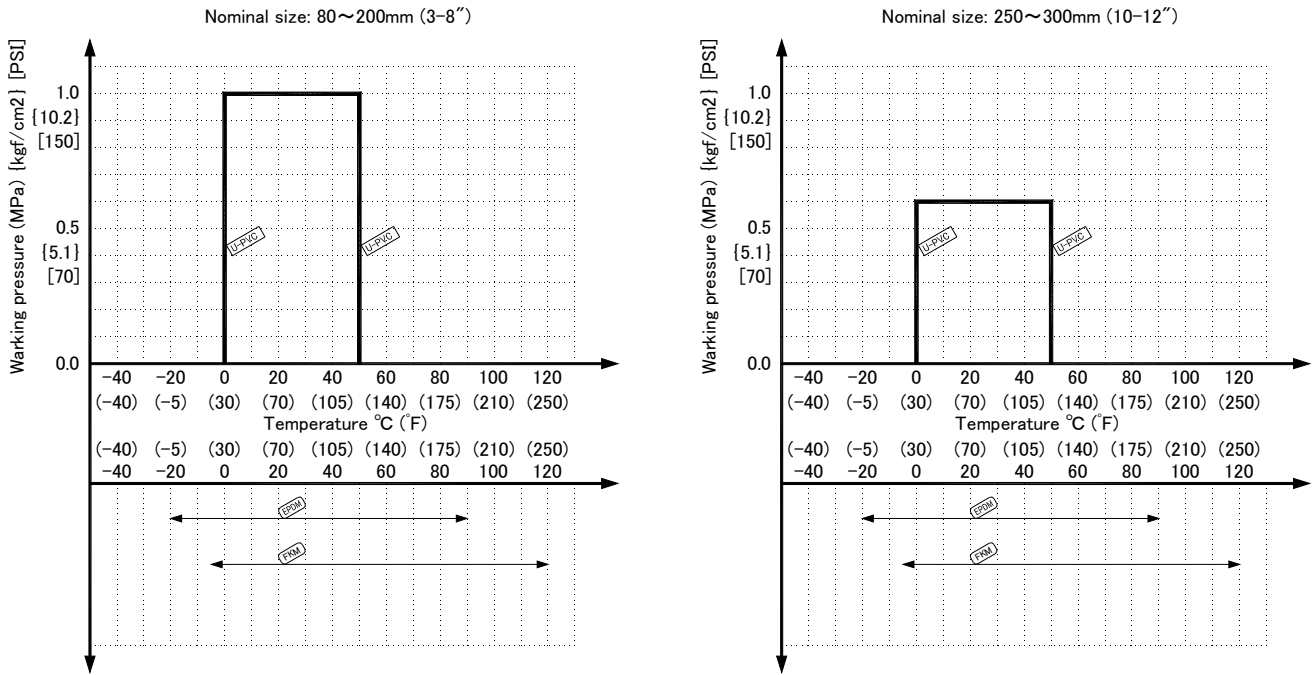 Nominal size: 80～200mm (3-8″)
Warking pressure (MPa) {kgf/cm2} [PSI]
1.0
{10.2}
[150]
0.5
{5.1}
[70]
0.0
U-PVC
U-PVC
-40 -20 0 20 40 60 80 100 120
(-40) (-5) (30) (70) (105) (140) (175) (210) (250)
Temperature ℃ (°F)
(-40) (-5) (30) (70) (105) (140) (175) (210) (250)
-40 -20 0 20 40 60 80 100 120
EPDM
FKM
Nominal size: 250～300mm (10-12″)
Warking pressure (MPa) {kgf/cm2} [PSI]
1.0
{10.2}
[150]
0.5
{5.1}
[70]
0.0
U-PVC
U-PVC
-40 -20 0 20 40 60 80 100 120
(-40) (-5) (30) (70) (105) (140) (175) (210) (250)
Temperature ℃ (°F)
(-40) (-5) (30) (70) (105) (140) (175) (210) (250)
-40 -20 0 20 40 60 80 100 120
EPDM
FKM